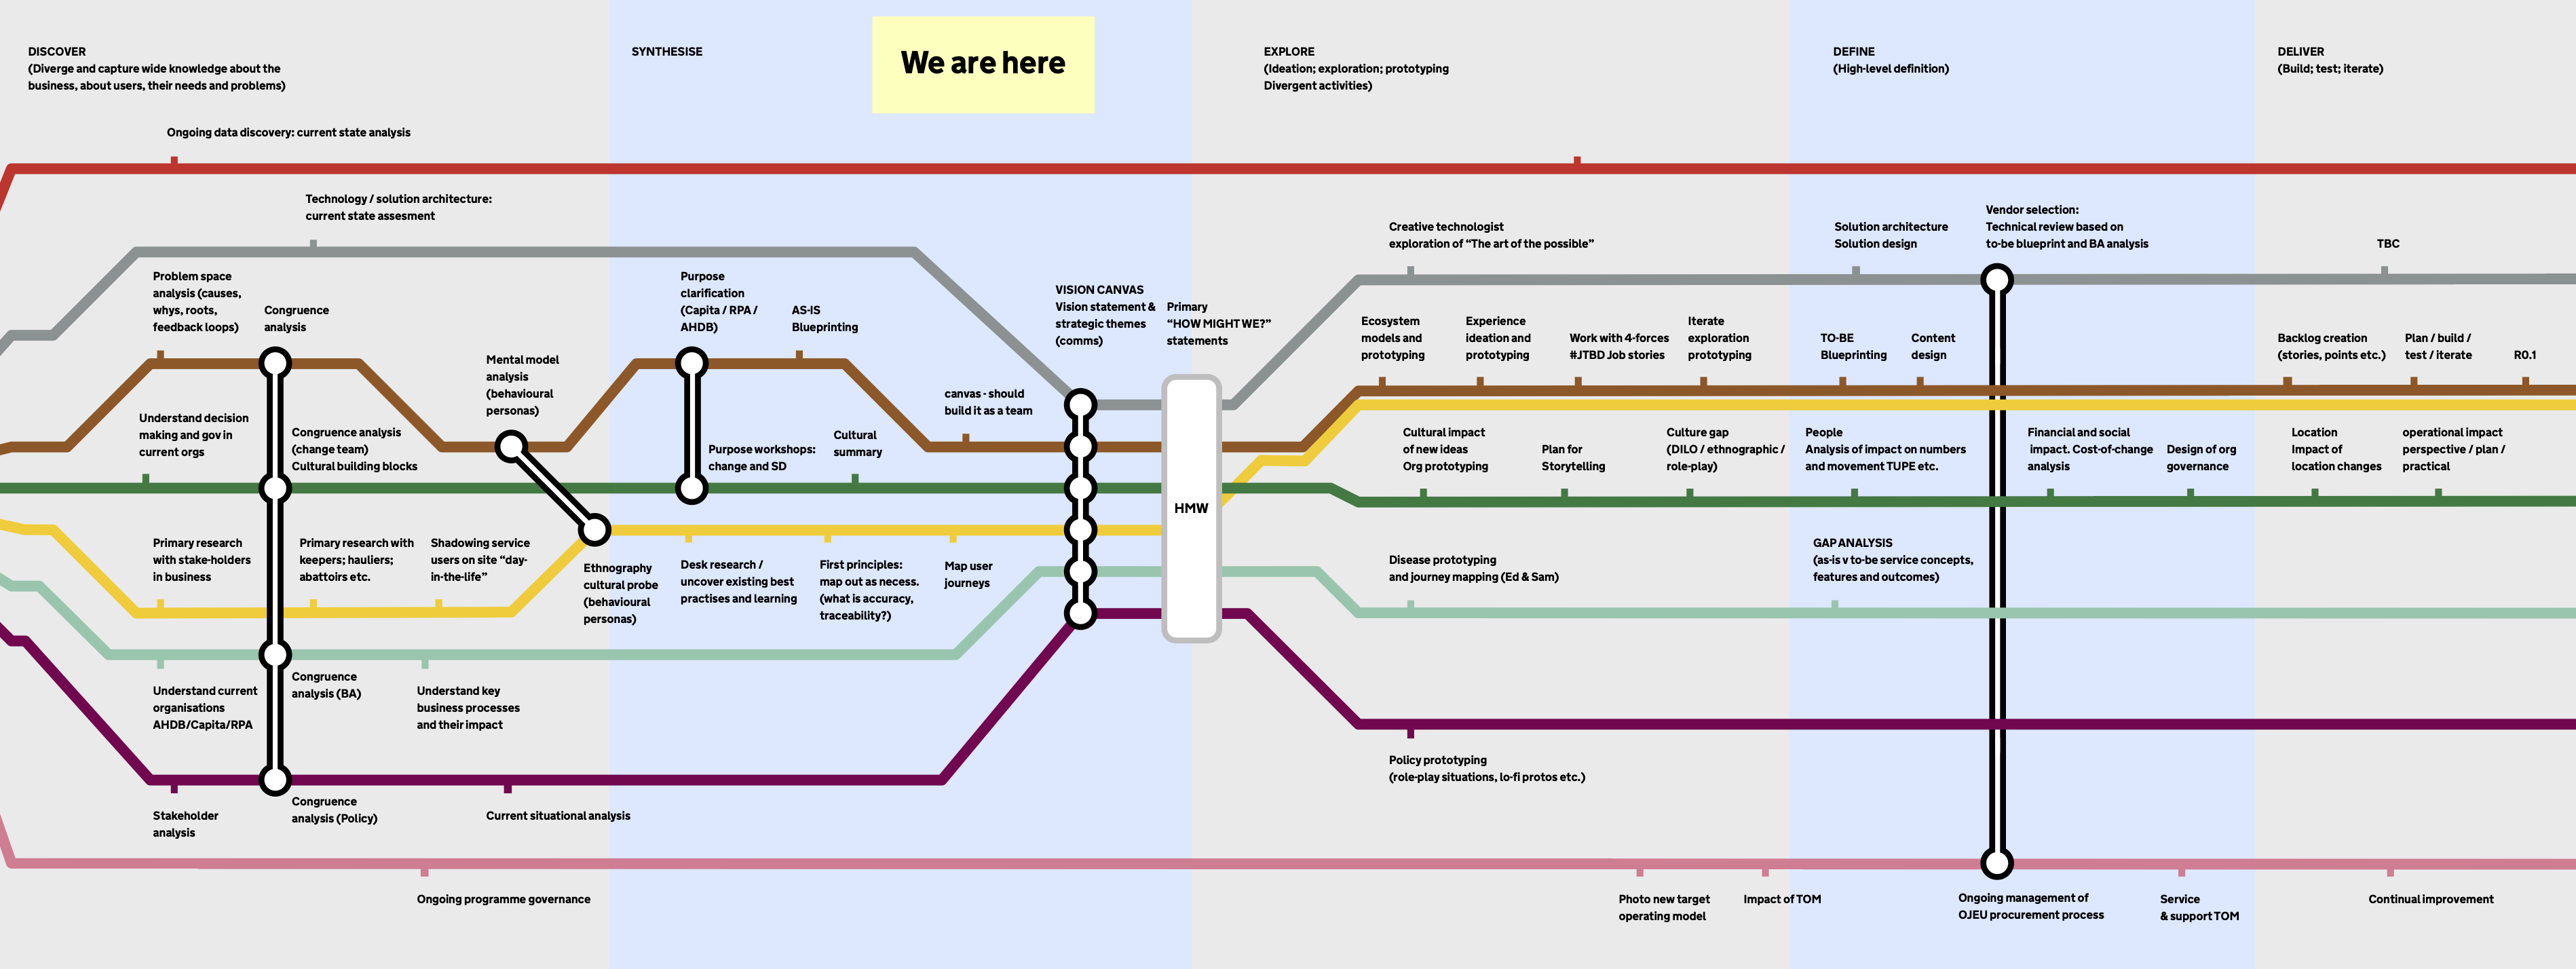 DISCOVER
(Diverge and capture wide knowledge about the
business, about users, their needs and problems)
SYNTHESISE
We are here
EXPLORE
(Ideation; exploration; prototyping
Divergent activities)
DEFINE
(High-level definition)
DELIVER
(Build; test; iterate)
Ongoing data discovery: current state analysis
Technology / solution architecture:
current state assesment
Creative technologist
exploration of “The art of the possible”
Solution architecture
Solution design
Vendor selection:
Technical review based on
to-be blueprint and BA analysis
TBC
Problem space
analysis (causes,
whys, roots,
feedback loops)
Congruence
analysis
Mental model
analysis
(behavioural
personas)
Purpose
clarification
(Capita / RPA /
AHDB)
AS-IS
Blueprinting
canvas - should
build it as a team
VISION CANVAS
Vision statement &
strategic themes
(comms)
Primary
“HOW MIGHT WE?”
statements
Ecosystem
models and
prototyping
Experience
ideation and
prototyping
Work with 4-forces
#JTBD Job stories
Iterate
exploration
prototyping
TO-BE
Blueprinting
Content
design
Backlog creation
(stories, points etc.)
Plan / build /
test / iterate
R0.1
Understand decision
making and gov in
current orgs
Congruence analysis
(change team)
Cultural building blocks
Purpose workshops:
change and SD
Cultural
summary
HMW
Cultural impact
of new ideas
Org prototyping
Plan for
Storytelling
Culture gap
(DILO / ethnographic /
role-play)
People
Analysis of impact on numbers
and movement TUPE etc.
Financial and social
impact. Cost-of-change
analysis
Design of org
governance
Location
Impact of
location changes
operational impact
perspective / plan /
practical
Primary research
with stake-holders
in business
Primary research with
keepers; hauliers;
abattoirs etc.
Shadowing service
users on site “day-
in-the-life”
Ethnography
cultural probe
(behavioural
personas)
Desk research /
uncover existing best
practises and learning
First principles:
map out as necess.
(what is accuracy,
traceability?)
Map user
journeys
Disease prototyping
and journey mapping (Ed & Sam)
GAP ANALYSIS
(as-is v to-be service concepts,
features and outcomes)
Understand current
organisations
AHDB/Capita/RPA
Congruence
analysis (BA)
Understand key
business processes
and their impact
Policy prototyping
(role-play situations, lo-fi protos etc.)
Stakeholder
analysis
Congruence
analysis (Policy)
Current situational analysis
Ongoing programme governance
Photo new target
operating model
Impact of TOM
Ongoing management of
OJEU procurement process
Service
& support TOM
Continual improvement